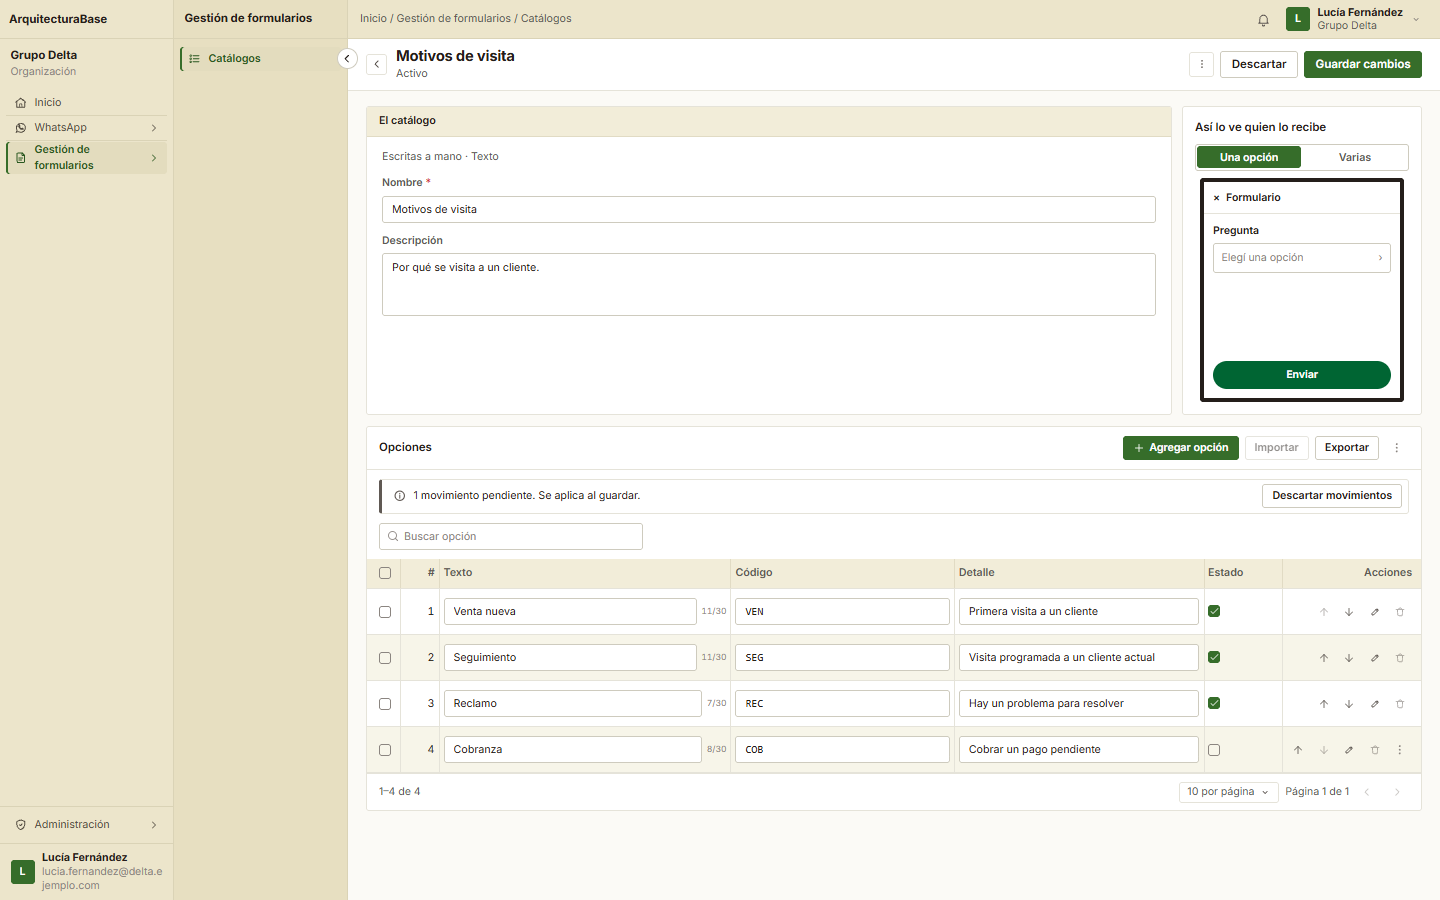 ArquitecturaBase
Grupo Delta
Organización
Inicio
WhatsApp
Gestión de
formularios
Administración
L
Lucía Fernández
lucia.fernandez@delta.e
jemplo.com
Gestión de formularios
Catálogos
Inicio / Gestión de formularios / Catálogos
L
Lucía Fernández
Grupo Delta
Motivos de visita
Activo
Descartar
Guardar cambios
El catálogo
Escritas a mano · Texto
Nombre *
Motivos de visita
Descripción
Por qué se visita a un cliente.
Así lo ve quien lo recibe
Una opción
Varias
× Formulario
Pregunta
Elegí una opción
Enviar
Opciones
Agregar opción
Importar
Exportar
1 movimiento pendiente. Se aplica al guardar.
Descartar movimientos
Buscar opción
# Texto Código Detalle Estado Acciones
1 Venta nueva 11/30 VEN Primera visita a un cliente
2 Seguimiento 11/30 SEG Visita programada a un cliente actual
3 Reclamo 7/30 REC Hay un problema para resolver
4 Cobranza 8/30 COB Cobrar un pago pendiente
1–4 de 4
10 por página
Página 1 de 1